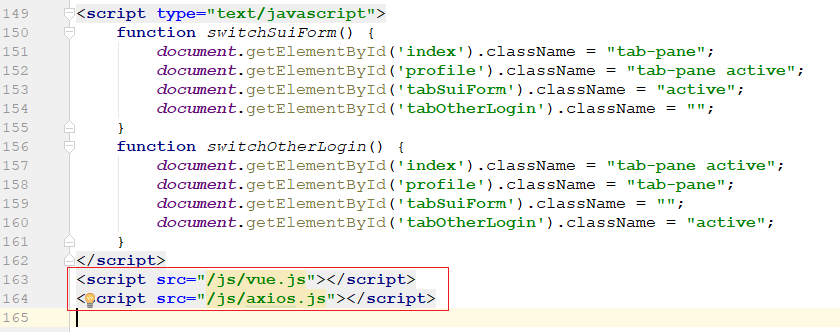 149 <script type="text/javascript">
150 function switchSuiForm() {
151 document.getElementById('index').className = "tab-pane";
152 document.getElementById('profile').className = "tab-pane active";
153 document.getElementById('tabSuiForm').className = "active";
154 document.getElementById('tabOtherLogin').className = "";
155 }
156 function switchOtherLogin() {
157 document.getElementById('index').className = "tab-pane active";
158 document.getElementById('profile').className = "tab-pane";
159 document.getElementById('tabSuiForm').className = "";
160 document.getElementById('tabOtherLogin').className = "active";
161 }
162 </script>
163 <script src="/js/vue.js"></script>
164 <script src="/js/axios.js"></script>
165